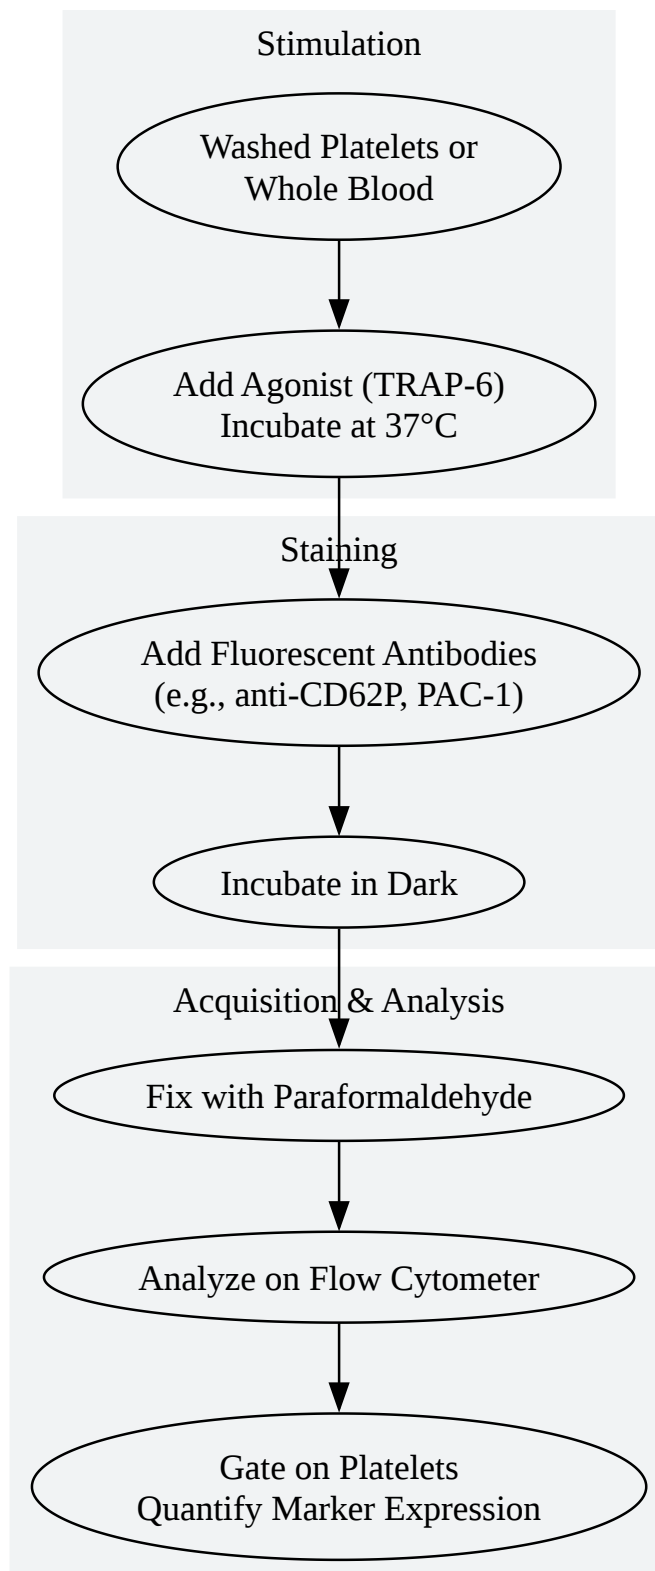 Stimulation
Washed Platelets or
Whole Blood
Add Agonist (TRAP-6)
Incubate at 37°C
Staining
Add Fluorescent Antibodies
(e.g., anti-CD62P, PAC-1)
Incubate in Dark
Acquisition & Analysis
Fix with Paraformaldehyde
Analyze on Flow Cytometer
Gate on Platelets
Quantify Marker Expression